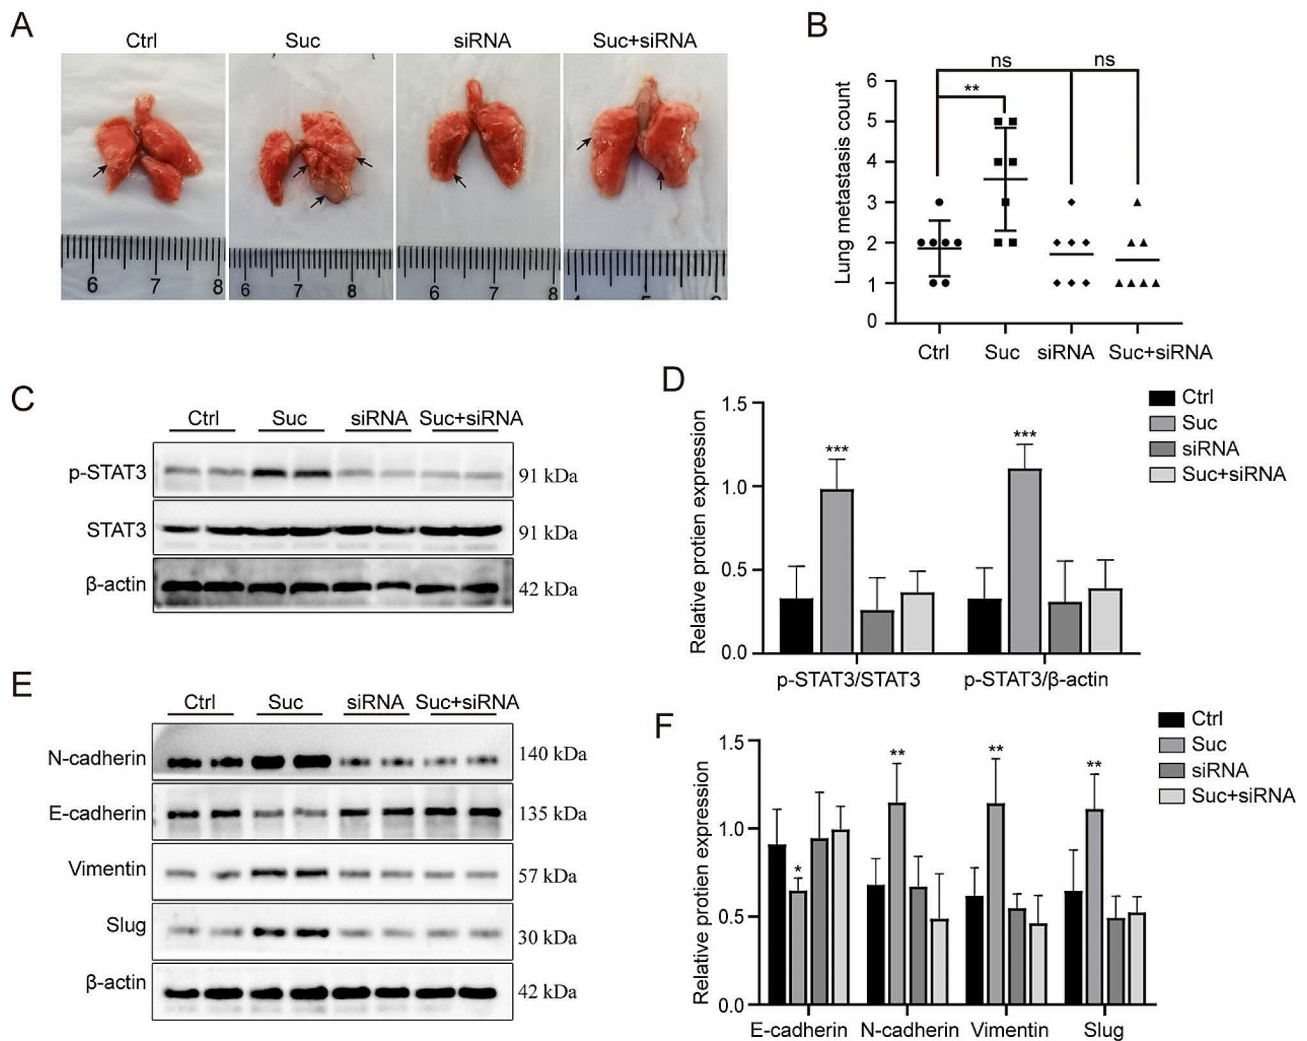 A
Ctrl Suc siRNA Suc+siRNA
6 7 8 6 7 8 6 7 8 4 5 6
B
ns ns
**
Lung metastasis count
6
5
4
3
2
1
0
Ctrl Suc siRNA Suc+siRNA
C
Ctrl Suc siRNA Suc+siRNA
p-STAT3 91 kDa
STAT3 91 kDa
β-actin 42 kDa
D
Relative protien expression
1.5
1.0
0.5
0.0
*** ***
p-STAT3/STAT3 p-STAT3/β-actin
Ctrl
Suc
siRNA
Suc+siRNA
E
Ctrl Suc siRNA Suc+siRNA
N-cadherin 140 kDa
E-cadherin 135 kDa
Vimentin 57 kDa
Slug 30 kDa
β-actin 42 kDa
F
Relative protien expression
1.5
1.0
0.5
0.0
* ** ** **
E-cadherin N-cadherin Vimentin Slug
Ctrl
Suc
siRNA
Suc+siRNA